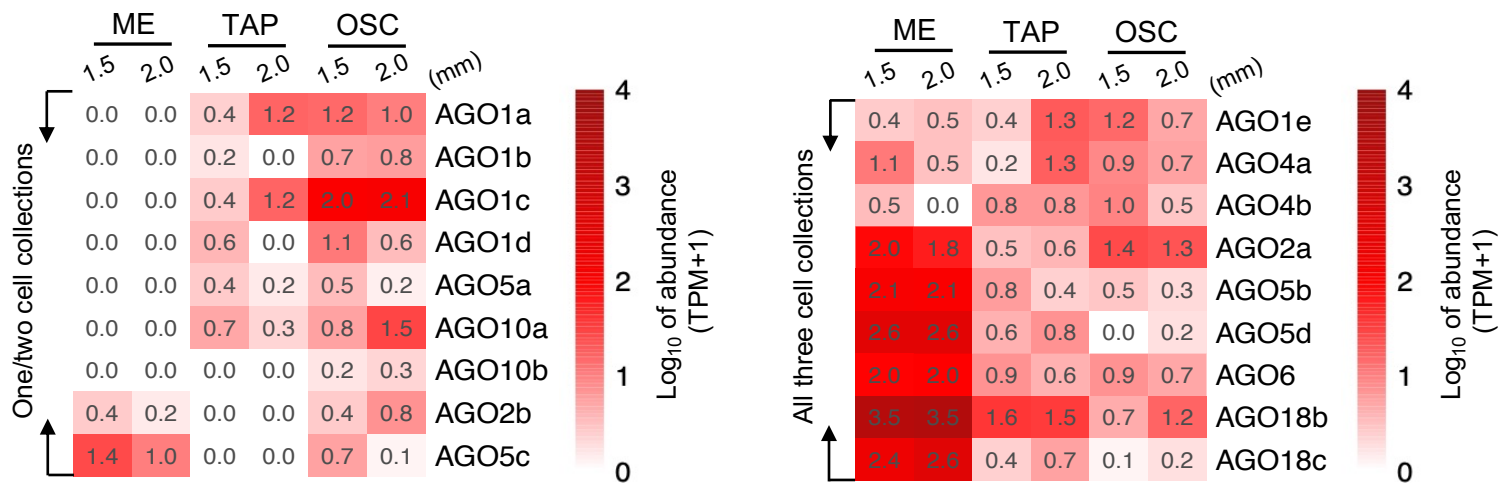 ME TAP OSC
1.5 2.0 1.5 2.0 1.5 2.0 (mm)
One/two cell collections
0.0 0.0 0.4 1.2 1.2 1.0 AGO1a
0.0 0.0 0.2 0.0 0.7 0.8 AGO1b
0.0 0.0 0.4 1.2 2.0 2.1 AGO1c
0.0 0.0 0.6 0.0 1.1 0.6 AGO1d
0.0 0.0 0.4 0.2 0.5 0.2 AGO5a
0.0 0.0 0.7 0.3 0.8 1.5 AGO10a
0.0 0.0 0.0 0.0 0.2 0.3 AGO10b
0.4 0.2 0.0 0.0 0.4 0.8 AGO2b
1.4 1.0 0.0 0.0 0.7 0.1 AGO5c
4
3
2
1
0
Log10 of abundance
(TPM+1)
ME TAP OSC
1.5 2.0 1.5 2.0 1.5 2.0 (mm)
All three cell collections
0.4 0.5 0.4 1.3 1.2 0.7 AGO1e
1.1 0.5 0.2 1.3 0.9 0.7 AGO4a
0.5 0.0 0.8 0.8 1.0 0.5 AGO4b
2.0 1.8 0.5 0.6 1.4 1.3 AGO2a
2.1 2.1 0.8 0.4 0.5 0.3 AGO5b
2.6 2.6 0.6 0.8 0.0 0.2 AGO5d
2.0 2.0 0.9 0.6 0.9 0.7 AGO6
3.5 3.5 1.6 1.5 0.7 1.2 AGO18b
2.4 2.6 0.4 0.7 0.1 0.2 AGO18c
4
3
2
1
0
Log10 of abundance
(TPM+1)